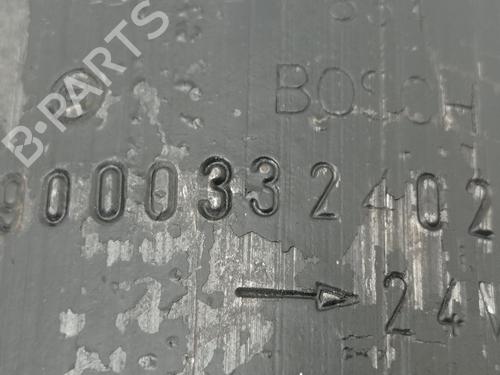 B-PARTS
BOSCH
9000332402
→ 24V